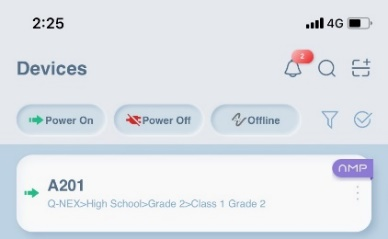 2:25 4G
Devices 2
Power On Power Off Offline
NMP
A201
Q-NEX>High School>Grade 2>Class 1 Grade 2